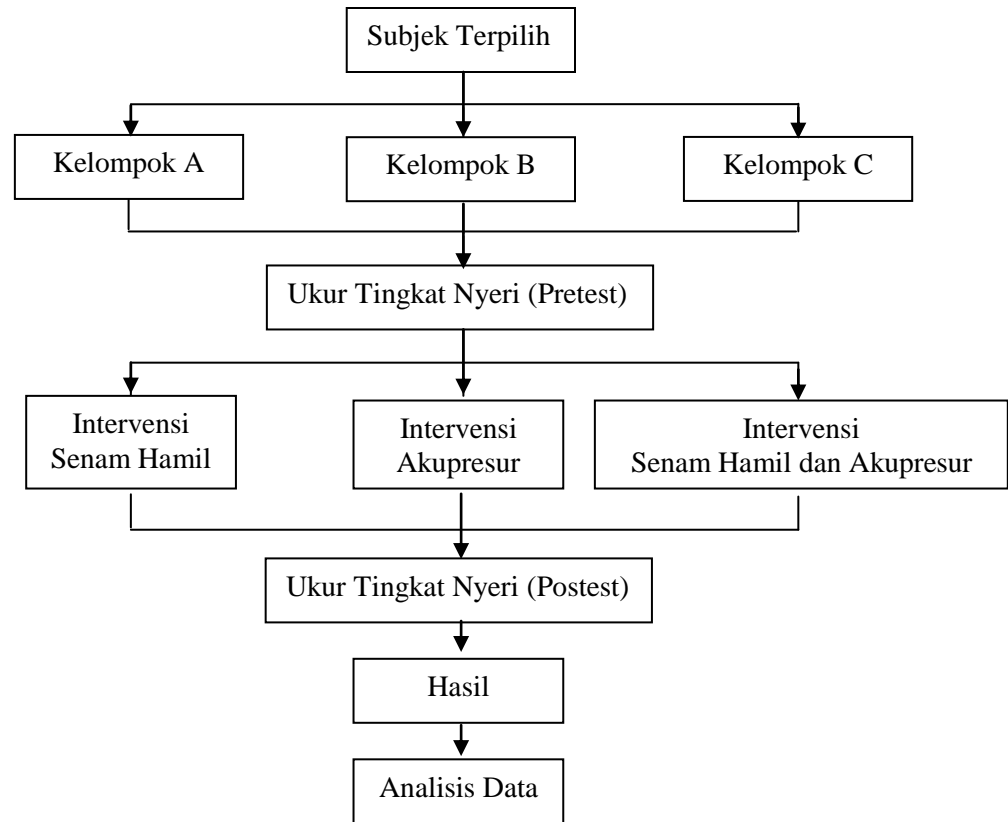 Subjek Terpilih
Kelompok A
Kelompok B
Kelompok C
Ukur Tingkat Nyeri (Pretest)
Intervensi
Senam Hamil
Intervensi
Akupresur
Intervensi
Senam Hamil dan Akupresur
Ukur Tingkat Nyeri (Postest)
Hasil
Analisis Data